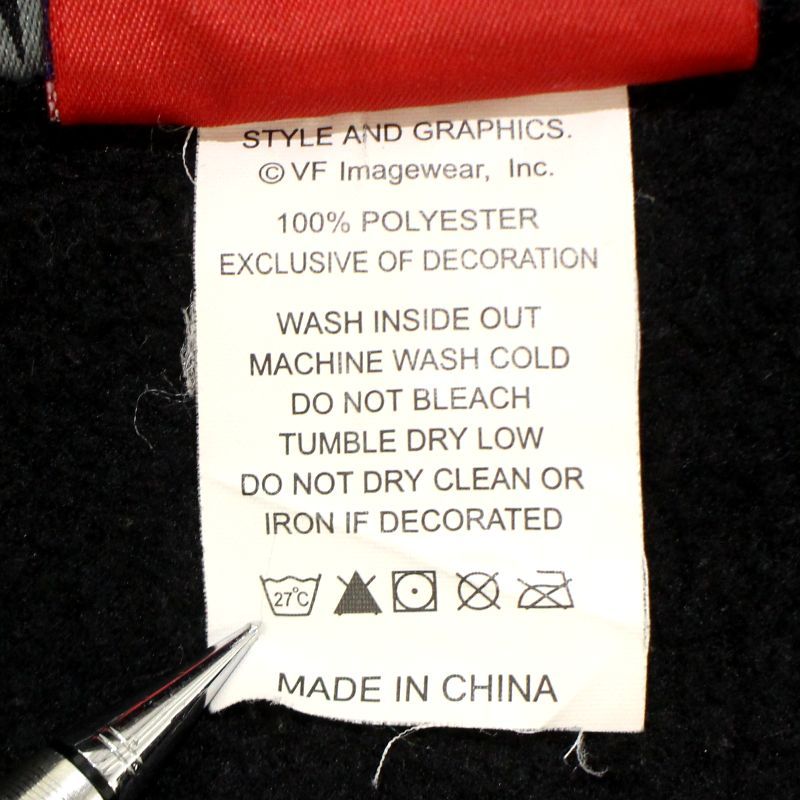 STYLE AND GRAPHICS.
© VF Imagewear, Inc.
100% POLYESTER
EXCLUSIVE OF DECORATION
WASH INSIDE OUT
MACHINE WASH COLD
DO NOT BLEACH
TUMBLE DRY LOW
DO NOT DRY CLEAN OR
IRON IF DECORATED
27°C
MADE IN CHINA